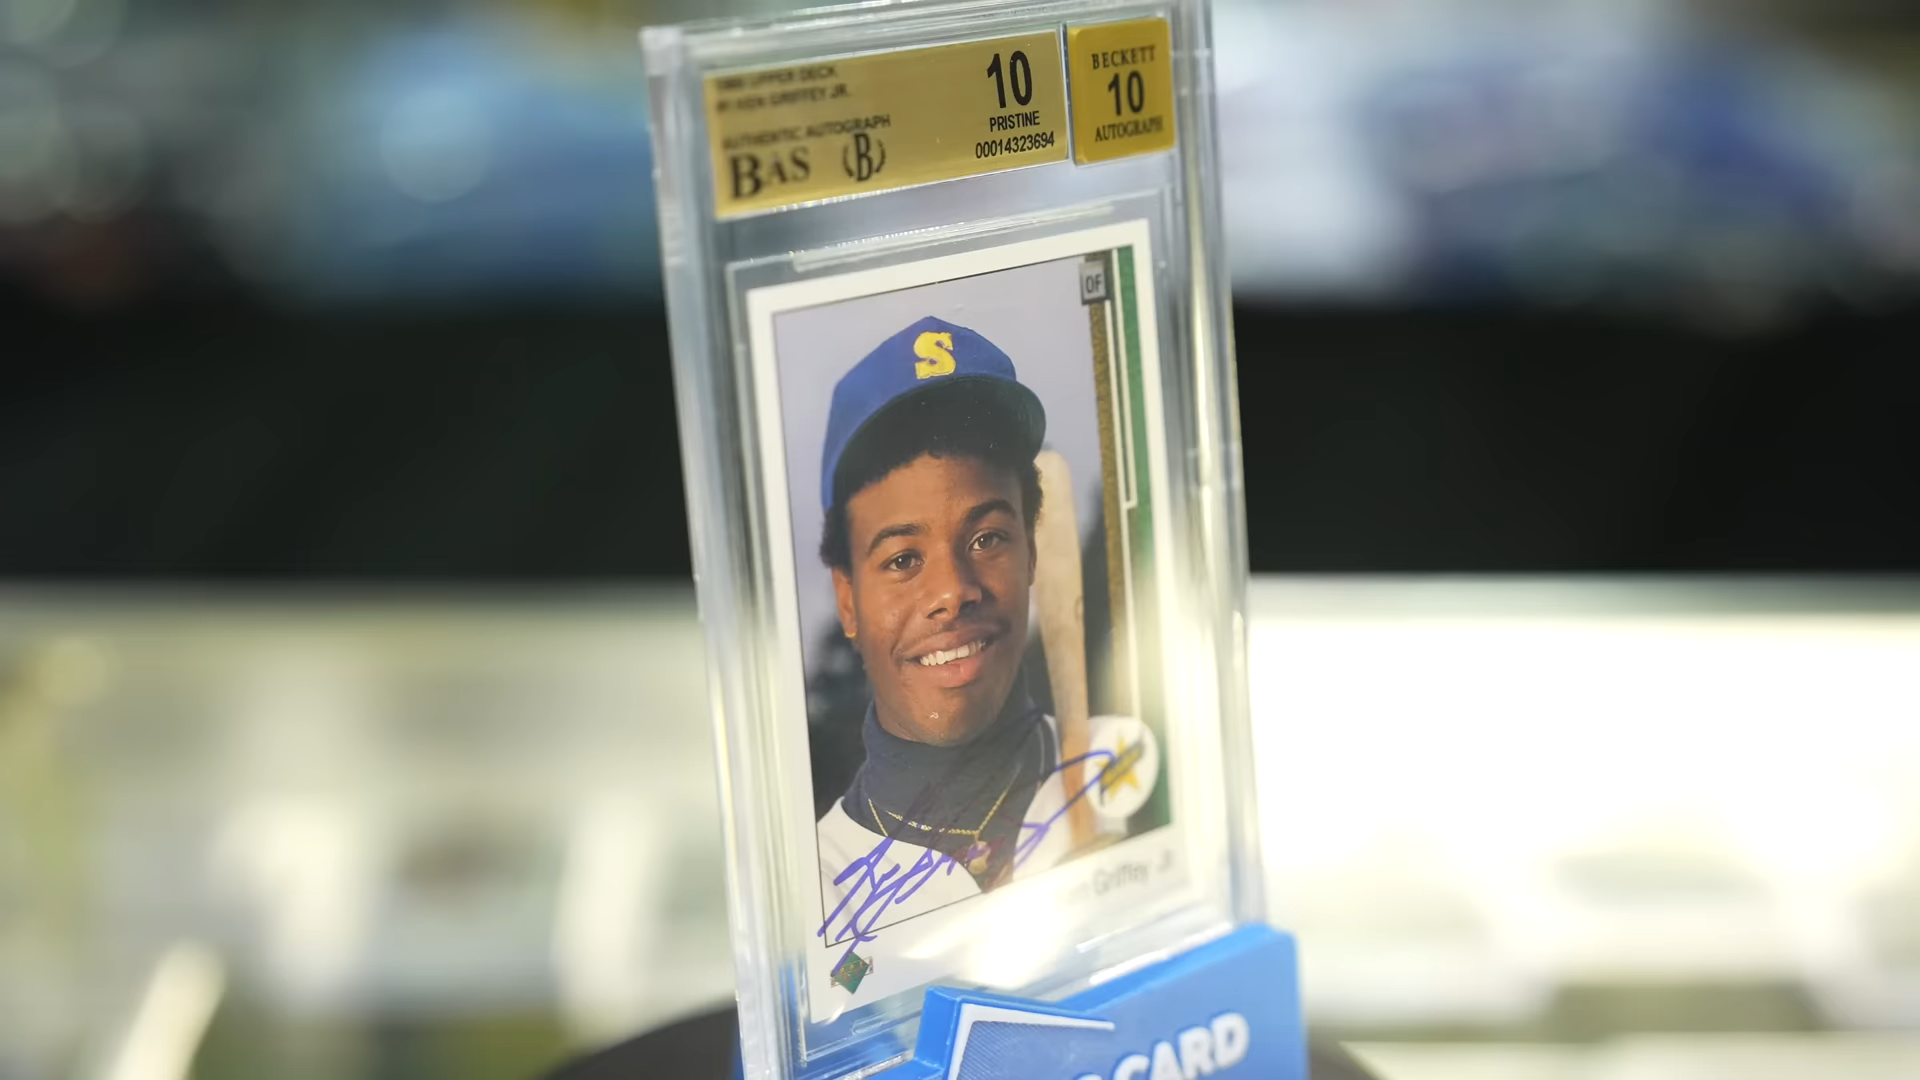 1989 UPPER DECK
#1 KEN GRIFFEY JR.
AUTHENTIC AUTOGRAPH
BAS (B)
10
PRISTINE
00014323694
BECKETT
10
AUTOGRAPH
OF
S
Griffey Jr.
CARD